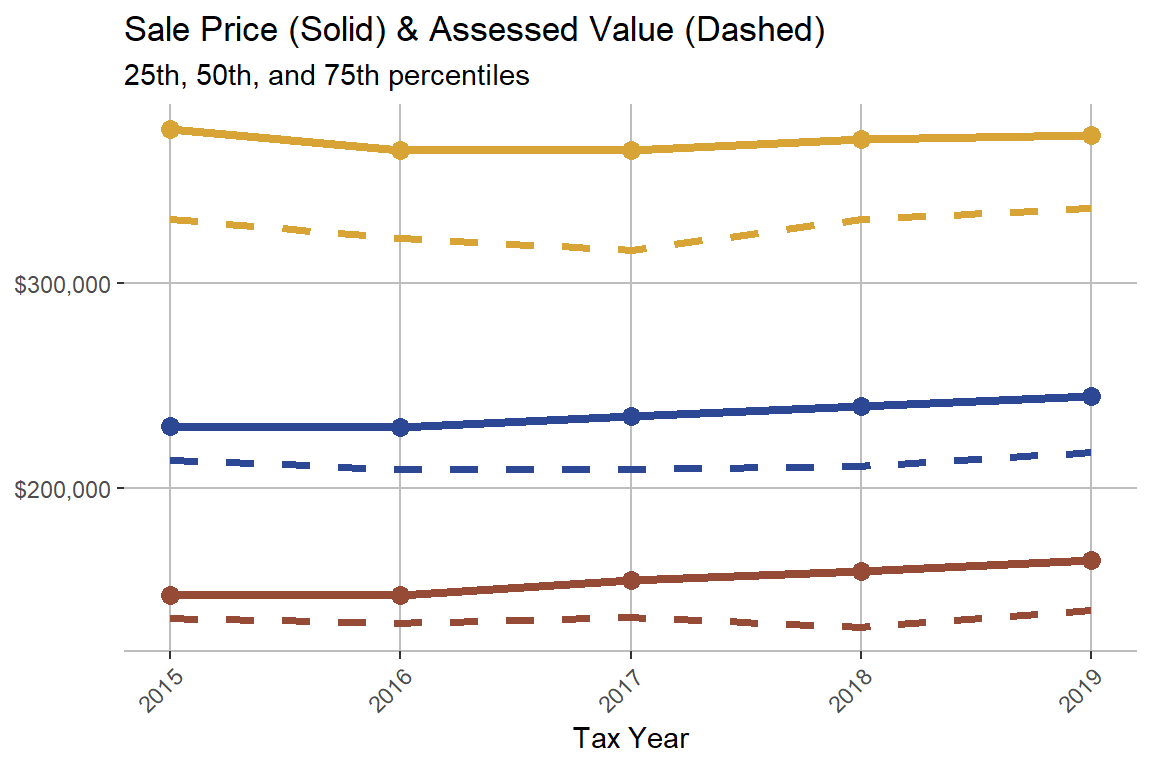 Sale Price (Solid) & Assessed Value (Dashed)
25th, 50th, and 75th percentiles
$300,000
$200,000
2015
2016
2017
2018
2019
Tax Year